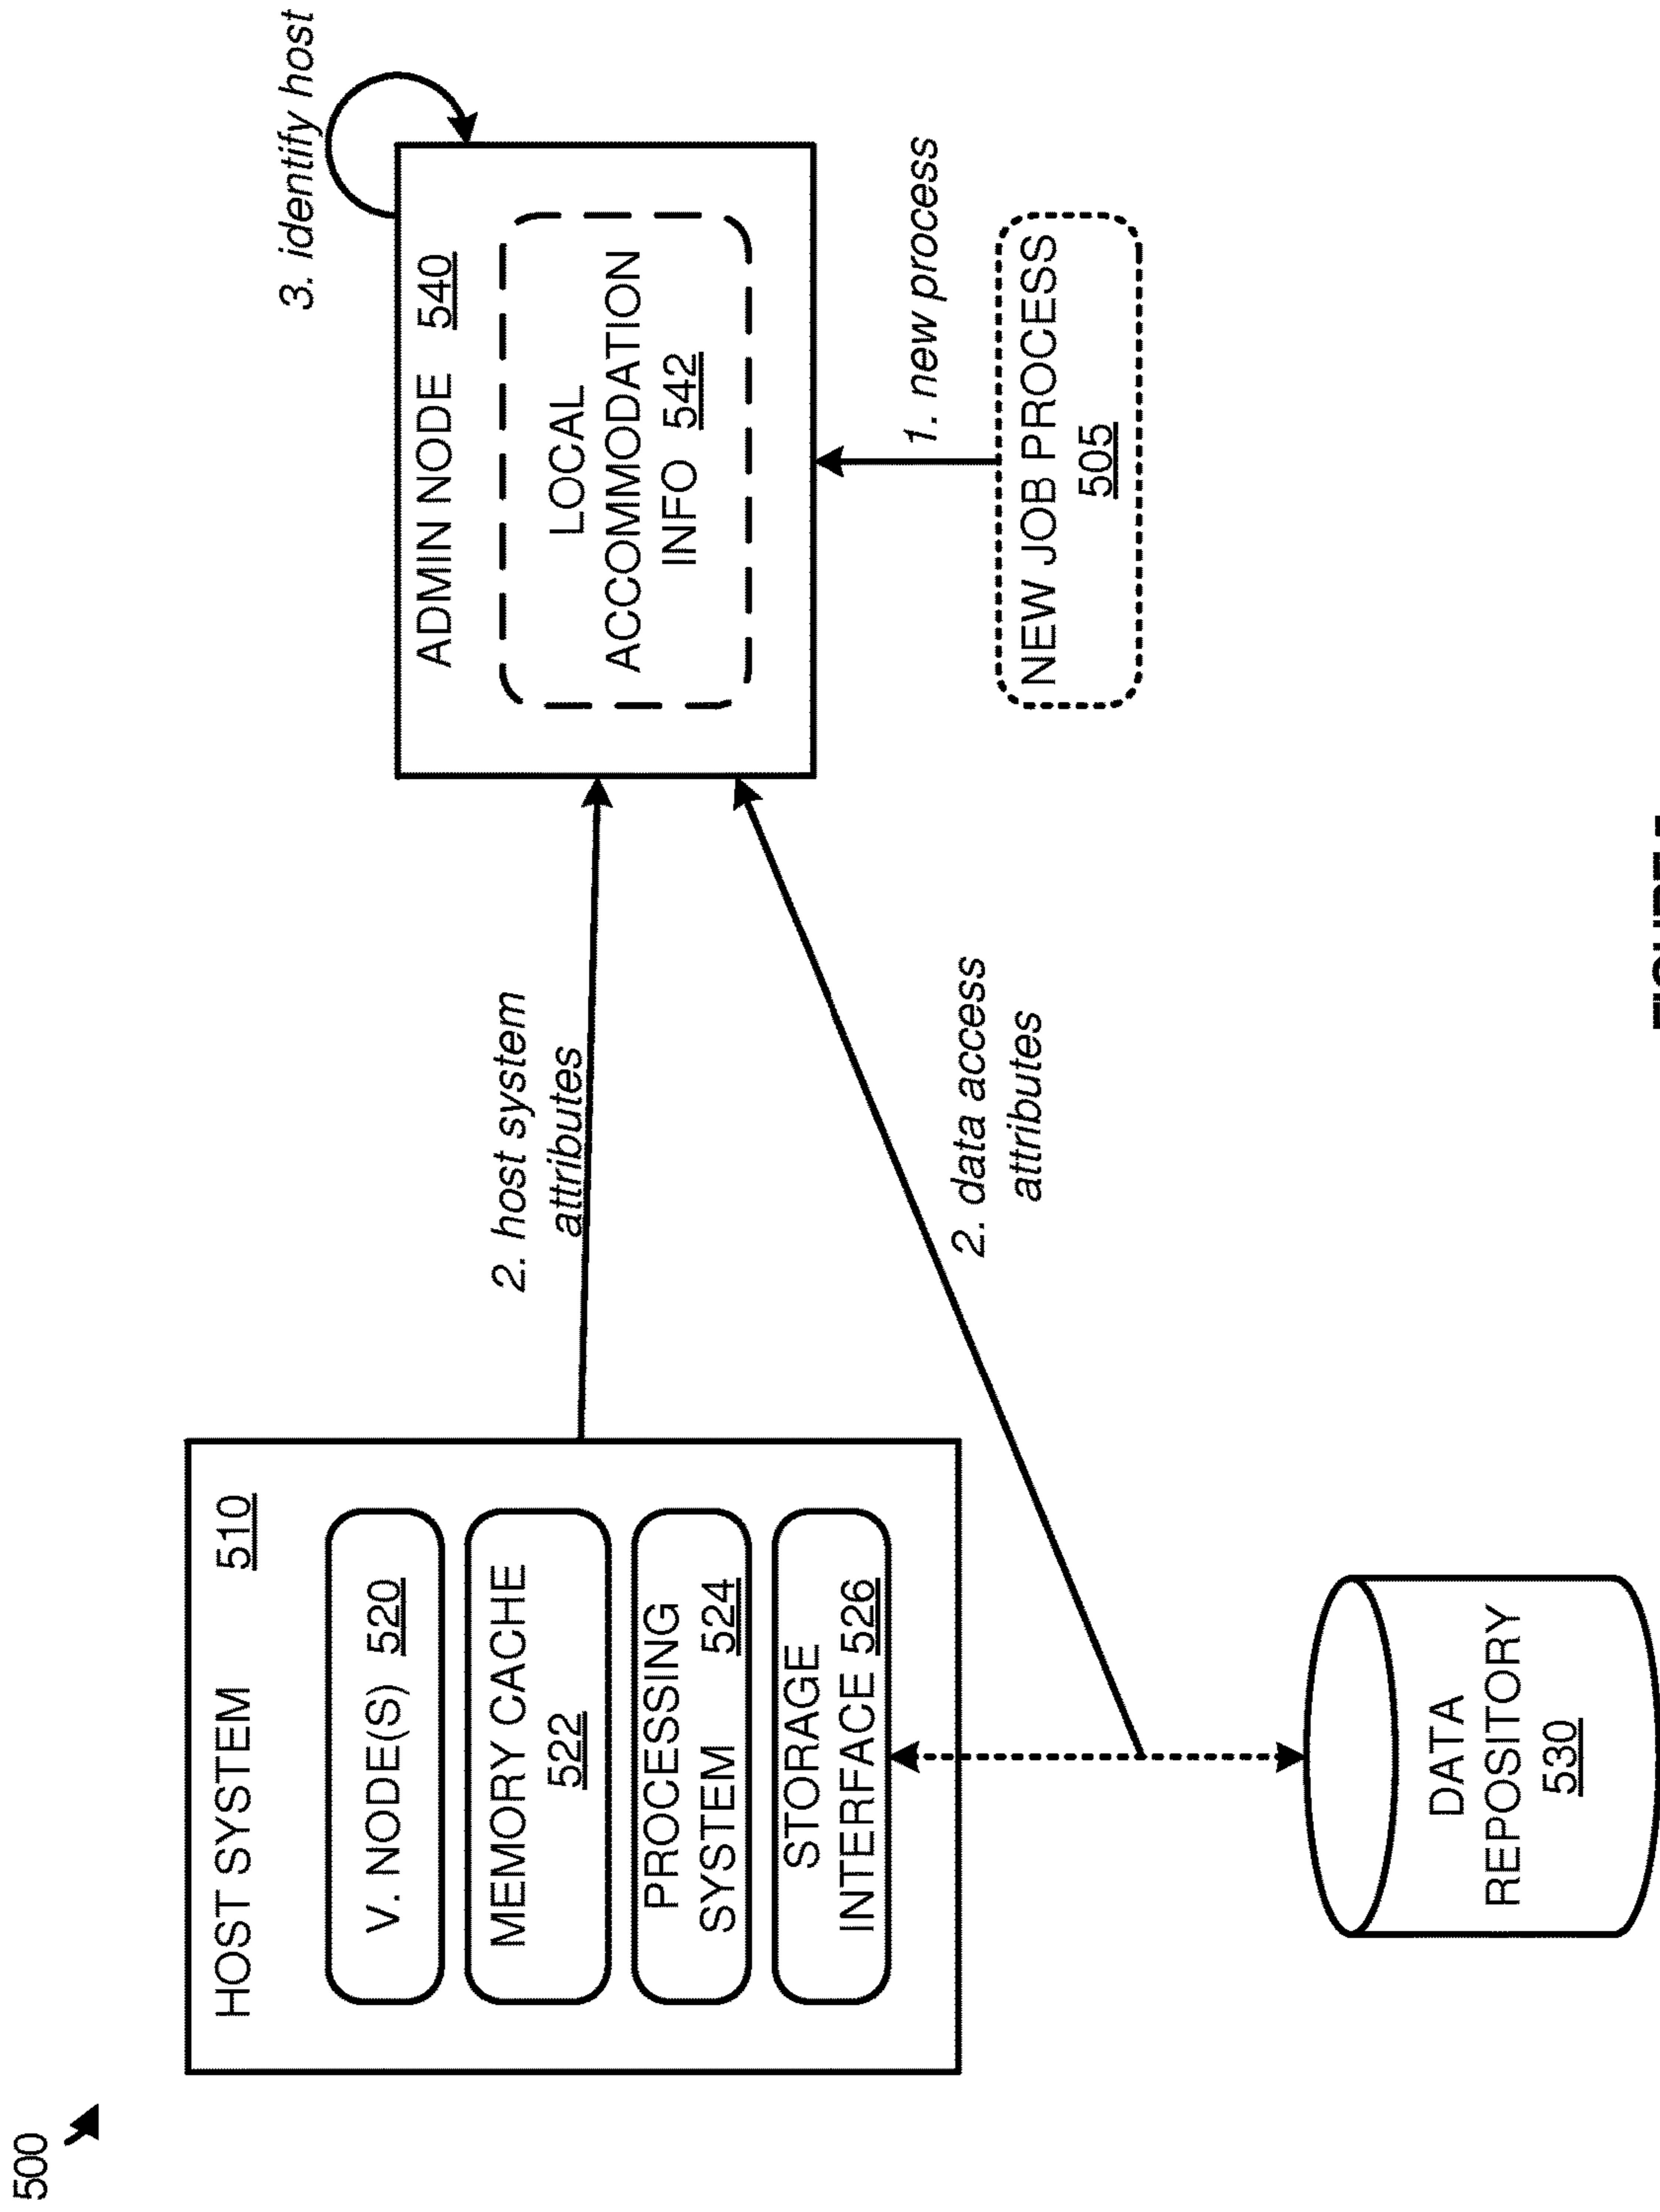 500
HOST SYSTEM 510
V. NODE(S) 520
MEMORY CACHE
522
PROCESSING
SYSTEM 524
STORAGE
INTERFACE 526
DATA
REPOSITORY
530
2. host system
attributes
2. data access
attributes
3. identify host
ADMIN NODE 540
LOCAL
ACCOMMODATION
INFO 542
1. new process
NEW JOB PROCESS
505